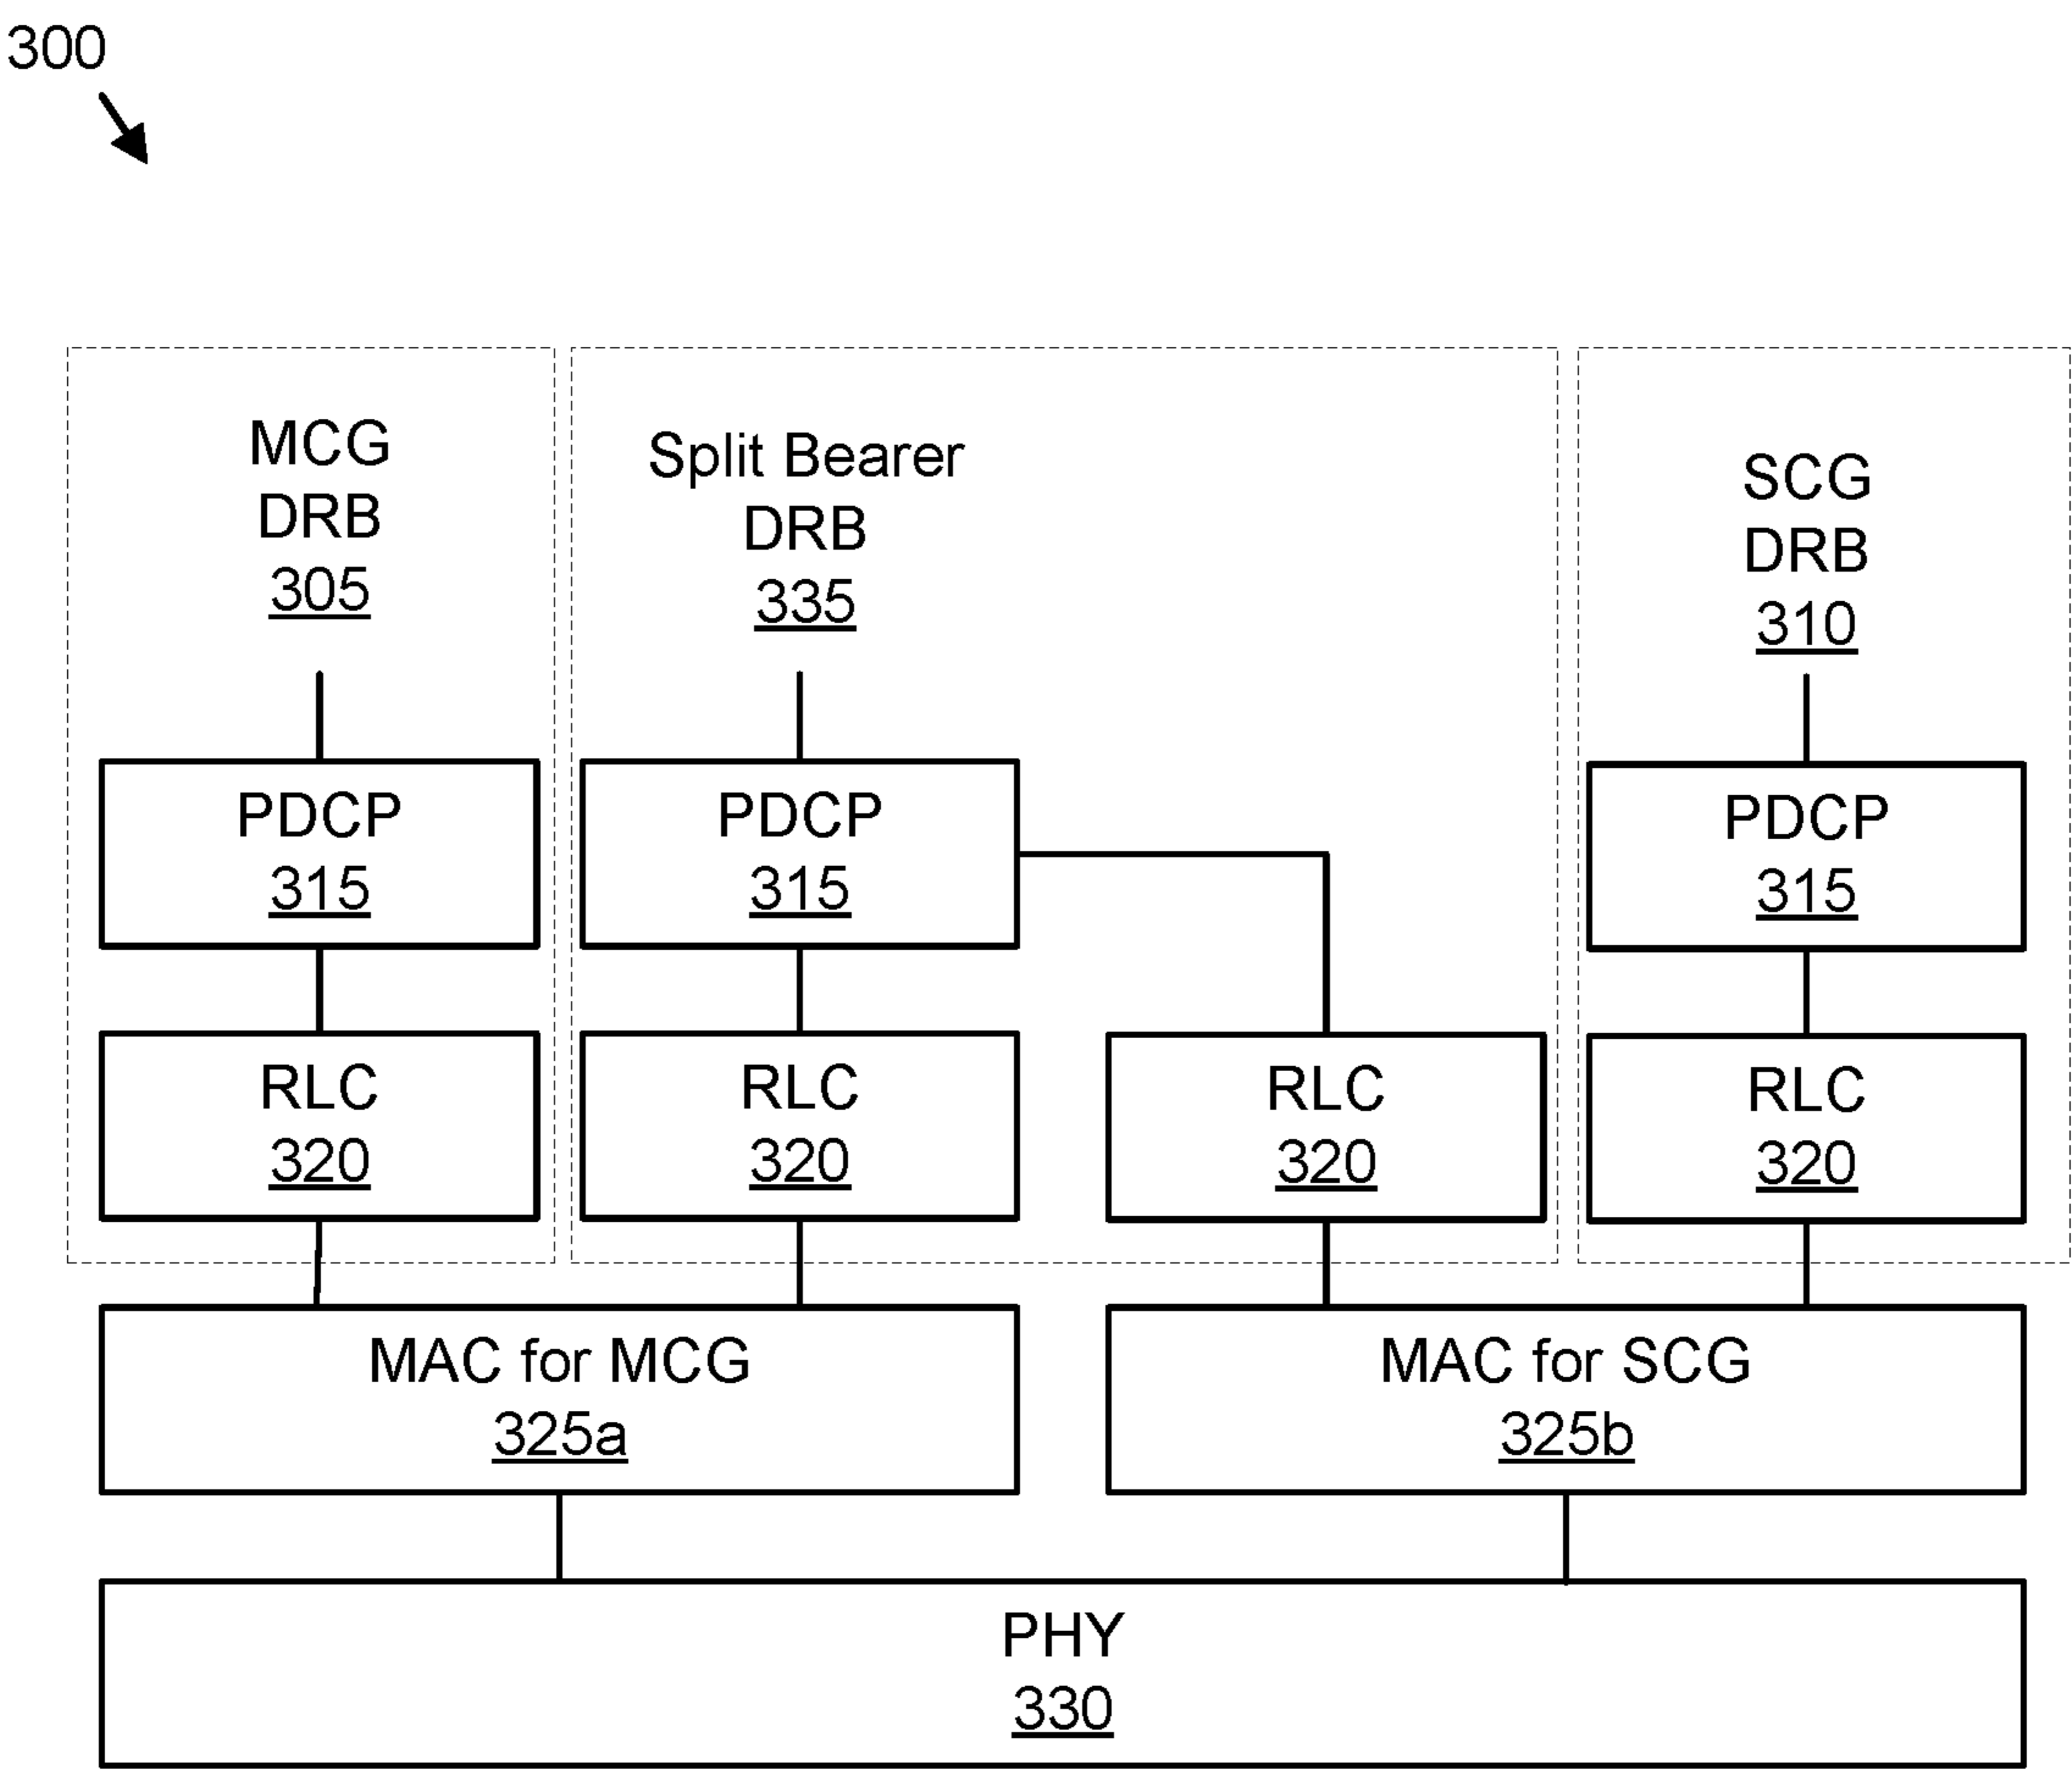 300
MCG
DRB
305
Split Bearer
DRB
335
SCG
DRB
310
PDCP
315
PDCP
315
PDCP
315
RLC
320
RLC
320
RLC
320
RLC
320
MAC for MCG
325a
MAC for SCG
325b
PHY
330